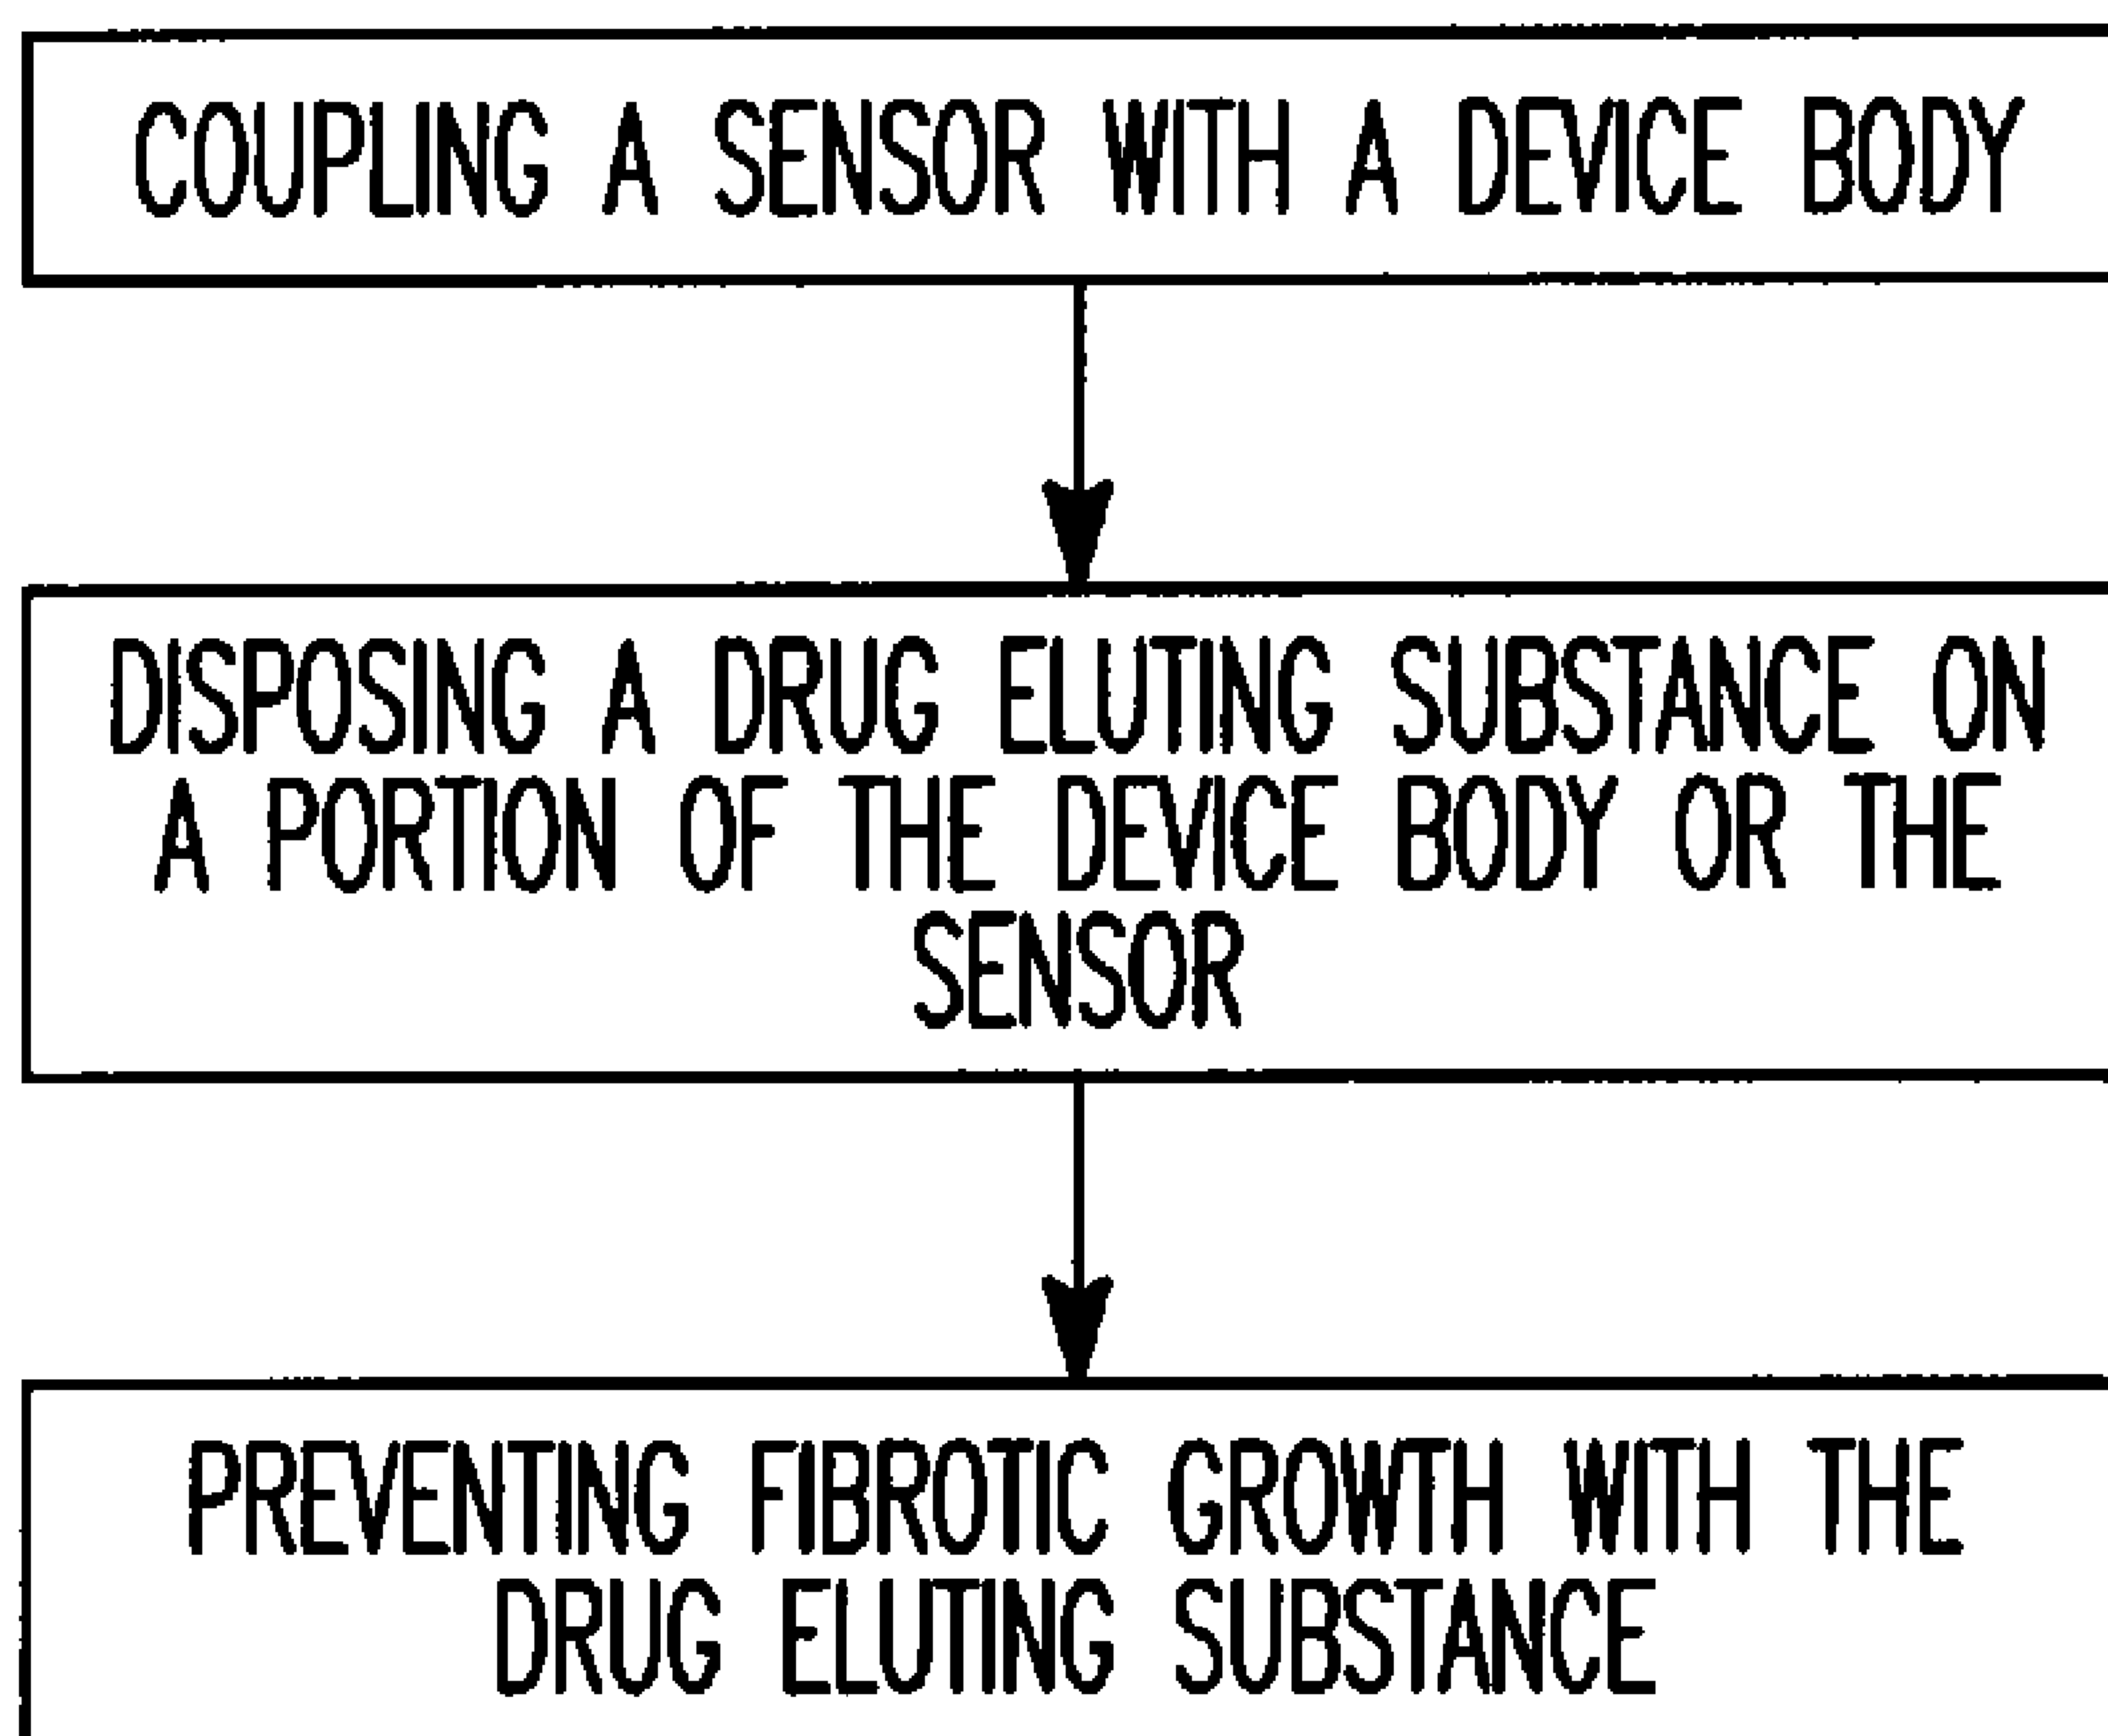 COUPLING A SENSOR WITH A DEVICE BODY
DISPOSING A DRUG ELUTING SUBSTANCE ON
A PORTION OF THE DEVICE BODY OR THE
SENSOR
PREVENTING FIBROTIC GROWTH WITH THE
DRUG ELUTING SUBSTANCE